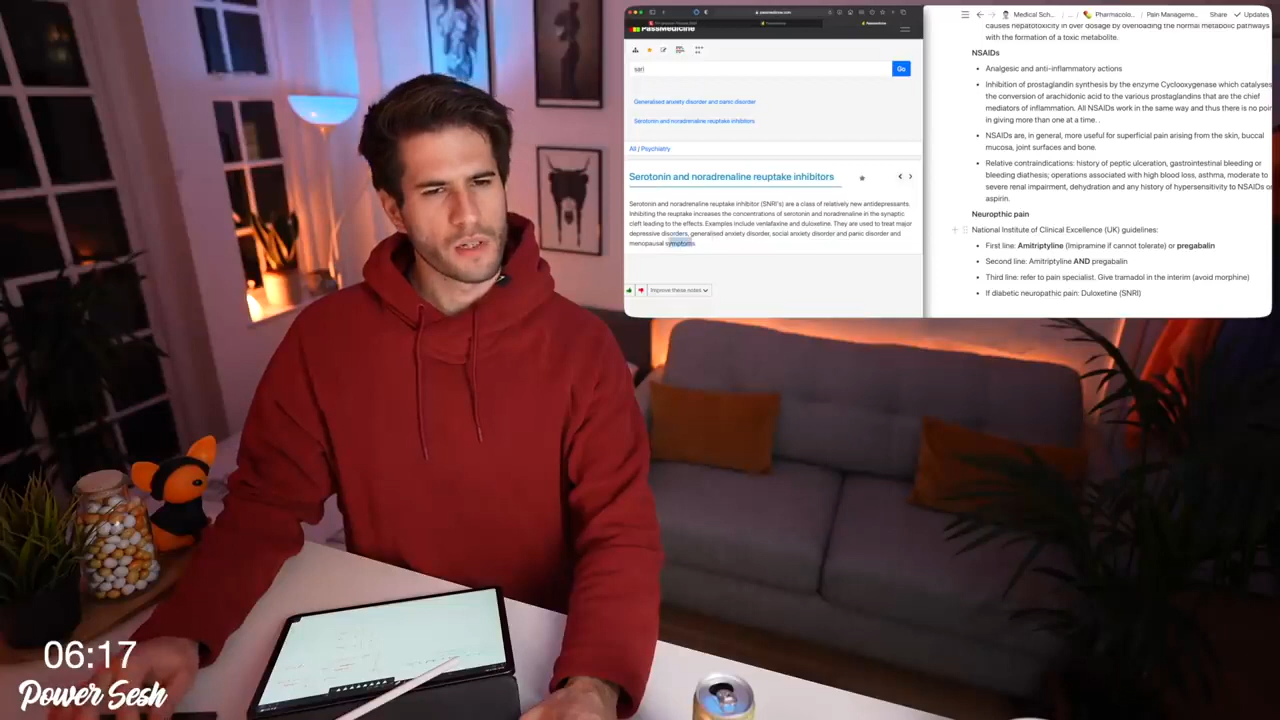 passmedicine.com
PassMedicine
sari
Go
Generalised anxiety disorder and panic disorder
Serotonin and noradrenaline reuptake inhibitors
All / Psychiatry
Serotonin and noradrenaline reuptake inhibitors
Serotonin and noradrenaline reuptake inhibitor (SNRI's) are a class of relatively new antidepressants.
Inhibiting the reuptake increases the concentrations of serotonin and noradrenaline in the synaptic
cleft leading to the effects. Examples include venlafaxine and duloxetine. They are used to treat major
depressive disorders, generalised anxiety disorder, social anxiety disorder and panic disorder and
menopausal symptoms.
Improve these notes
Medical Sch... / ... / Pharmacolo... / Pain Manageme... Share Updates
causes hepatotoxicity in over dosage by overloading the normal metabolic pathways
with the formation of a toxic metabolite.
NSAIDs
• Analgesic and anti-inflammatory actions
• Inhibition of prostaglandin synthesis by the enzyme Cyclooxygenase which catalyses
the conversion of arachidonic acid to the various prostaglandins that are the chief
mediators of inflammation. All NSAIDs work in the same way and thus there is no poin
in giving more than one at a time. .
• NSAIDs are, in general, more useful for superficial pain arising from the skin, buccal
mucosa, joint surfaces and bone.
• Relative contraindications: history of peptic ulceration, gastrointestinal bleeding or
bleeding diathesis; operations associated with high blood loss, asthma, moderate to
severe renal impairment, dehydration and any history of hypersensitivity to NSAIDs or
aspirin.
Neuropthic pain
National Institute of Clinical Excellence (UK) guidelines:
• First line: Amitriptyline (Imipramine if cannot tolerate) or pregabalin
• Second line: Amitriptyline AND pregabalin
• Third line: refer to pain specialist. Give tramadol in the interim (avoid morphine)
• If diabetic neuropathic pain: Duloxetine (SNRI)
06:17
Power Sesh